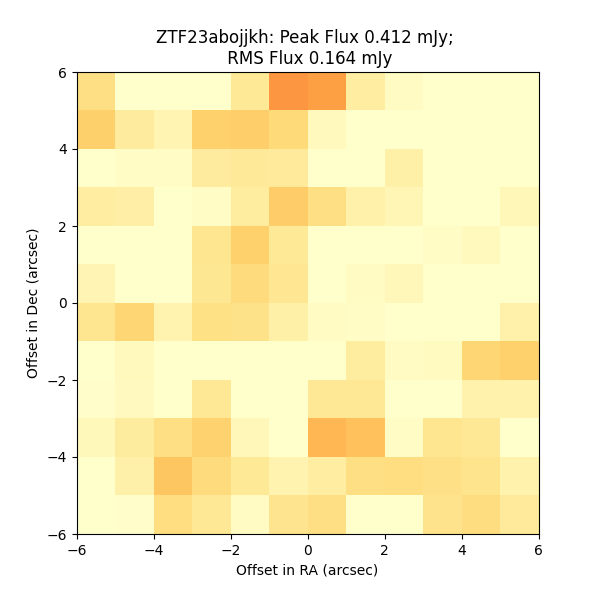 ZTF23abojjkh: Peak Flux 0.412 mJy;
RMS Flux 0.164 mJy
6
4
2
0
−2
−4
−6
Offset in Dec (arcsec)
−6 −4 −2 0 2 4 6
Offset in RA (arcsec)